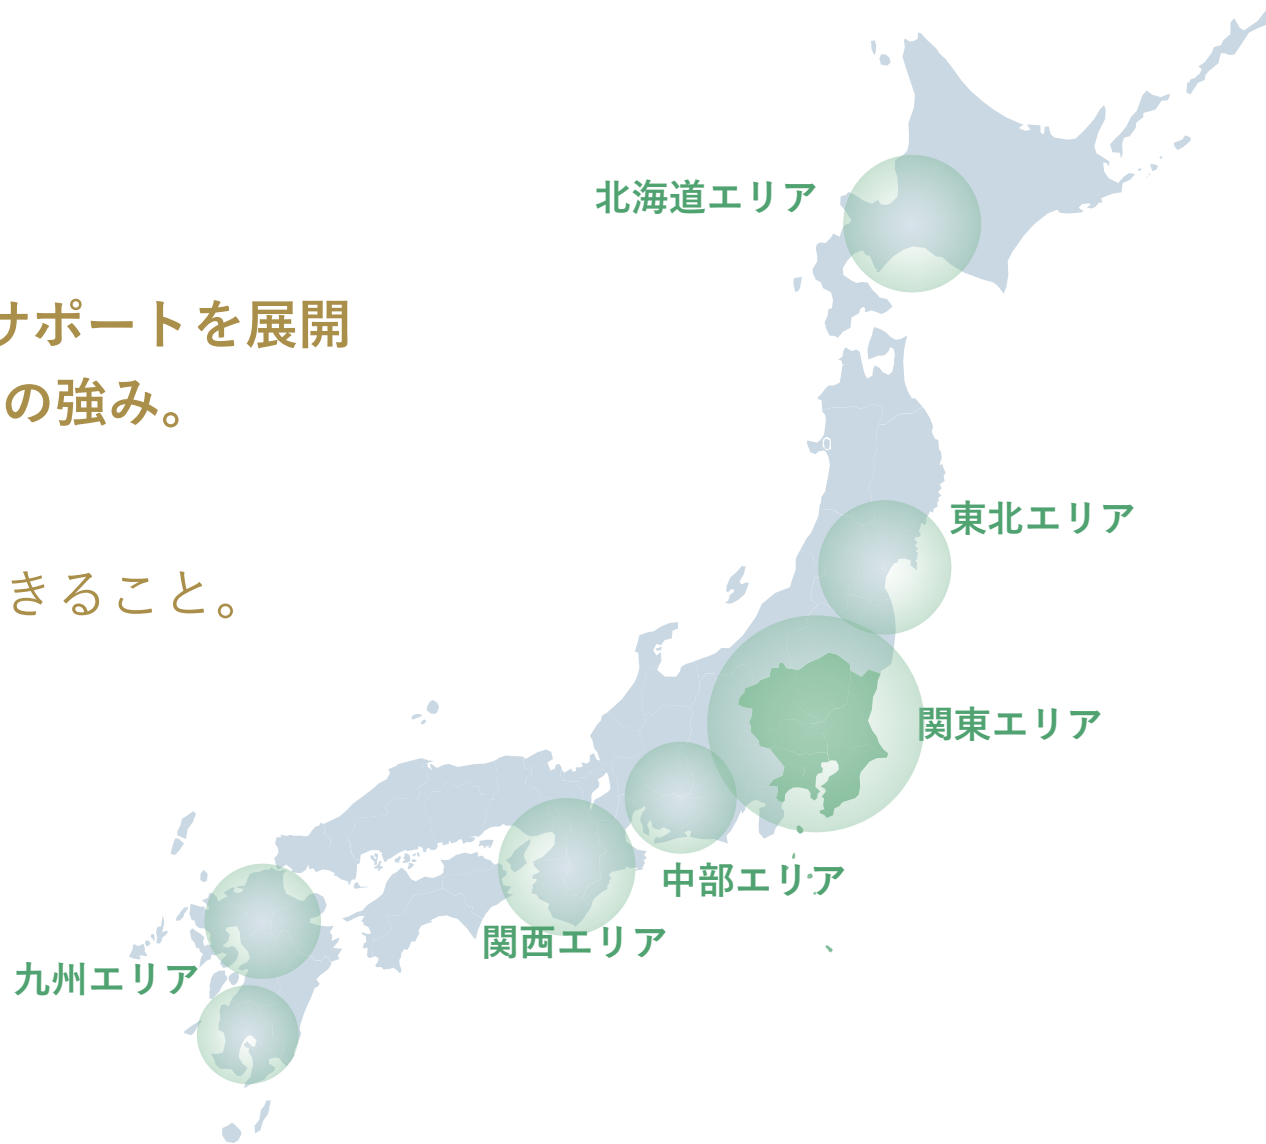 北海道エリア
サポートを展開
の強み。
東北エリア
きること。
関東エリア
中部エリア
関西エリア
九州エリア